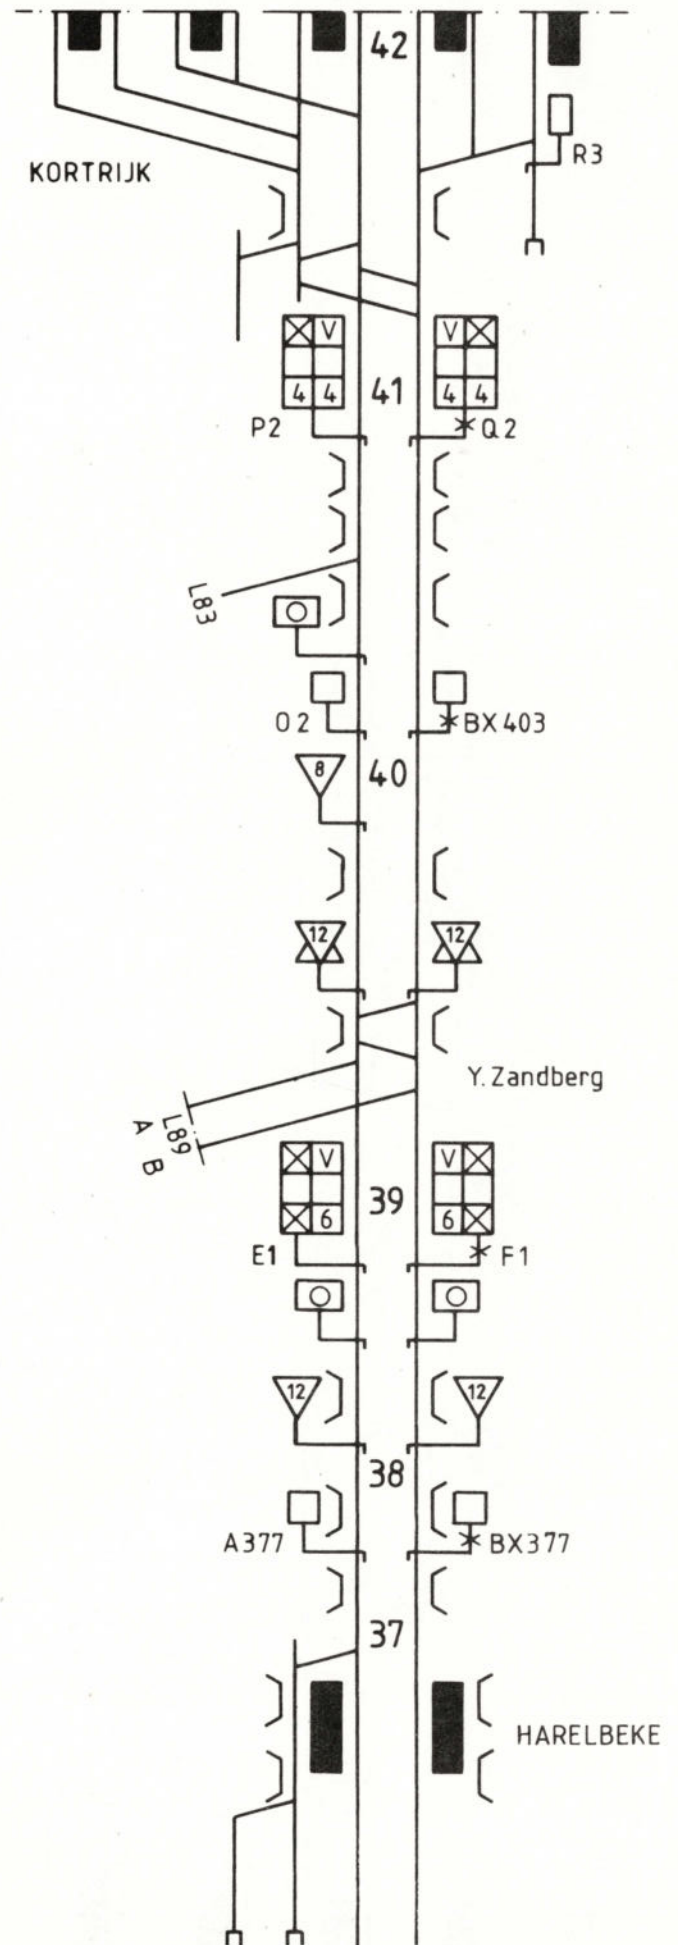 42
R3
KORTRIJK
V V
4 4 41 4 4
P2 Q2
L83
O2 BX403
8 40
12 12
Y. Zandberg
L89
A B
V V
6 39 6
E1 F1
12 12
38
A377 BX377
37
HARELBEKE